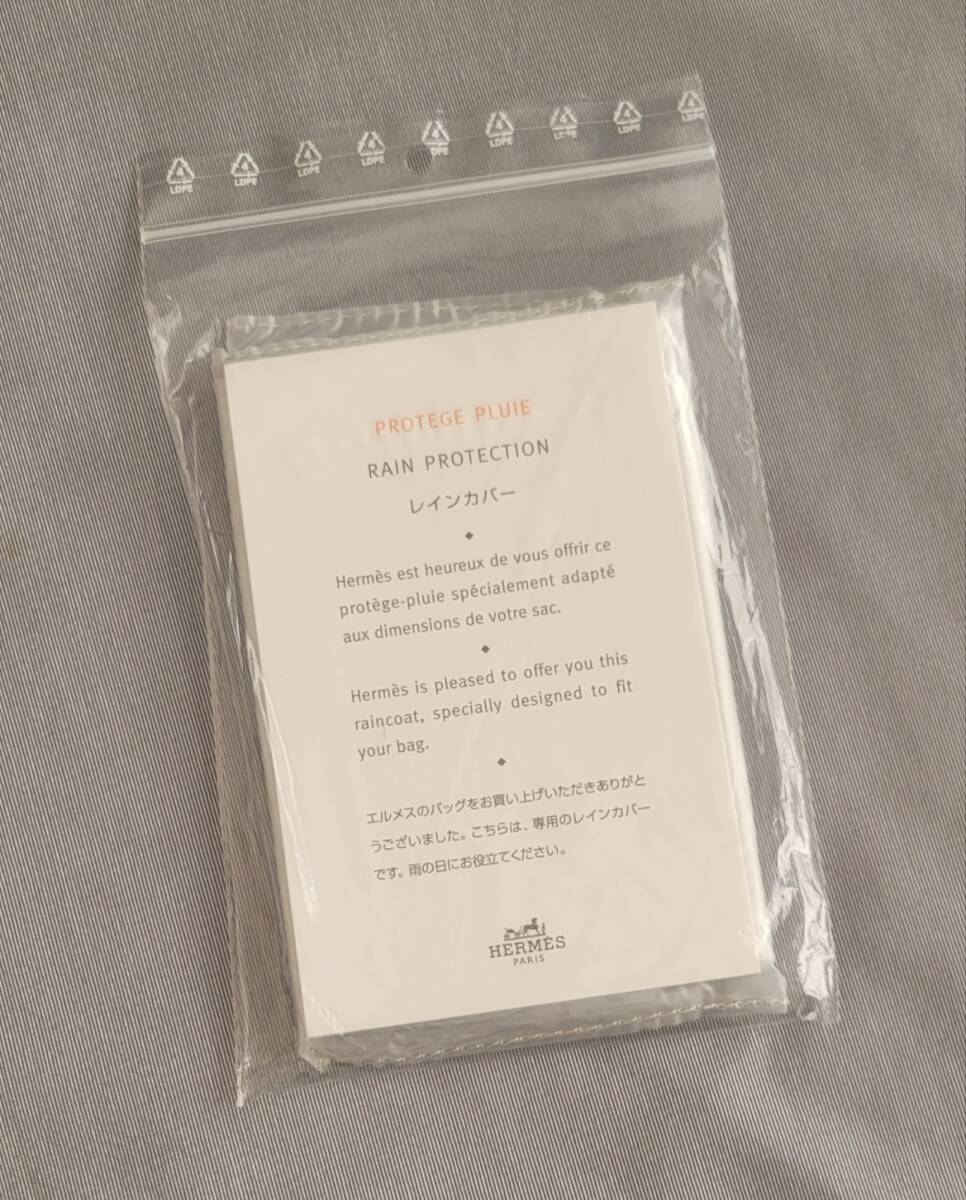 4 4 4 4 4 4 4 4 4
LDPE LDPE LDPE LDPE DPE LDPE LDPE LDPE LDPE
PROTEGE PLUIE
RAIN PROTECTION
レインカバー
Hermès est heureux de vous offrir ce
protège-pluie spécialement adapté
aux dimensions de votre sac.
Hermès is pleased to offer you this
raincoat, specially designed to fit
your bag.
エルメスのバッグをお買い上げいただきありがと
うございました。こちらは、専用のレインカバー
です。雨の日にお役立てください。
HERMÈS
PARIS